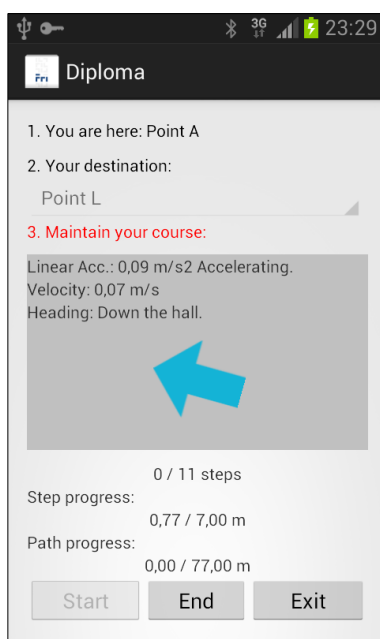 3G 23:29
Fri Diploma
1. You are here: Point A
2. Your destination:
Point L
3. Maintain your course:
Linear Acc.: 0,09 m/s2 Accelerating.
Velocity: 0,07 m/s
Heading: Down the hall.
0 / 11 steps
Step progress:
0,77 / 7,00 m
Path progress:
0,00 / 77,00 m
Start End Exit